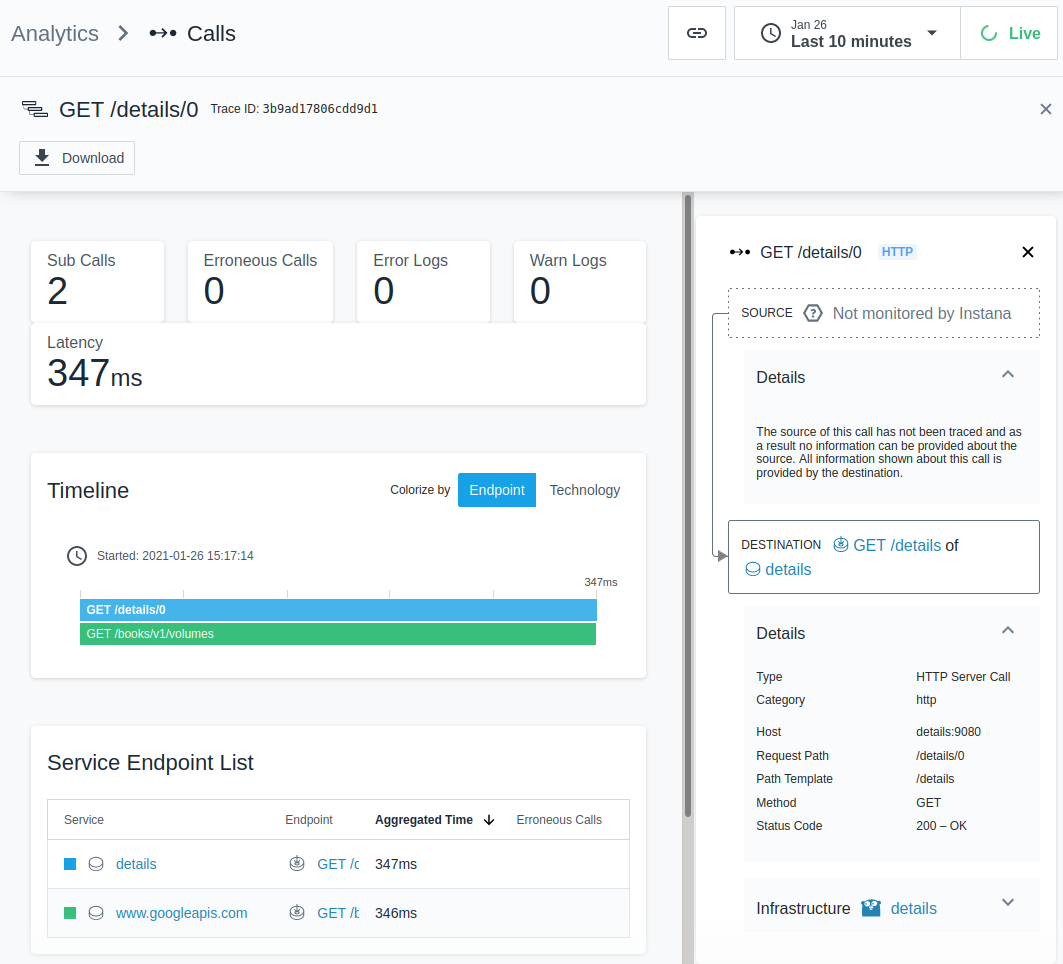 Analytics > Calls
Jan 26
Last 10 minutes
Live
GET /details/0 Trace ID: 3b9ad17806cdd9d1
Download
Sub Calls
2
Erroneous Calls
0
Error Logs
0
Warn Logs
0
Latency
347ms
Timeline
Colorize by Endpoint Technology
Started: 2021-01-26 15:17:14
347ms
GET /details/0
GET /books/v1/volumes
Service Endpoint List
Service Endpoint Aggregated Time Erroneous Calls
details GET /d 347ms
www.googleapis.com GET /b 346ms
GET /details/0 HTTP
SOURCE Not monitored by Instana
Details
The source of this call has not been traced and as
a result no information can be provided about the
source. All information shown about this call is
provided by the destination.
DESTINATION GET /details of
details
Details
Type HTTP Server Call
Category http
Host details:9080
Request Path /details/0
Path Template /details
Method GET
Status Code 200 – OK
Infrastructure details